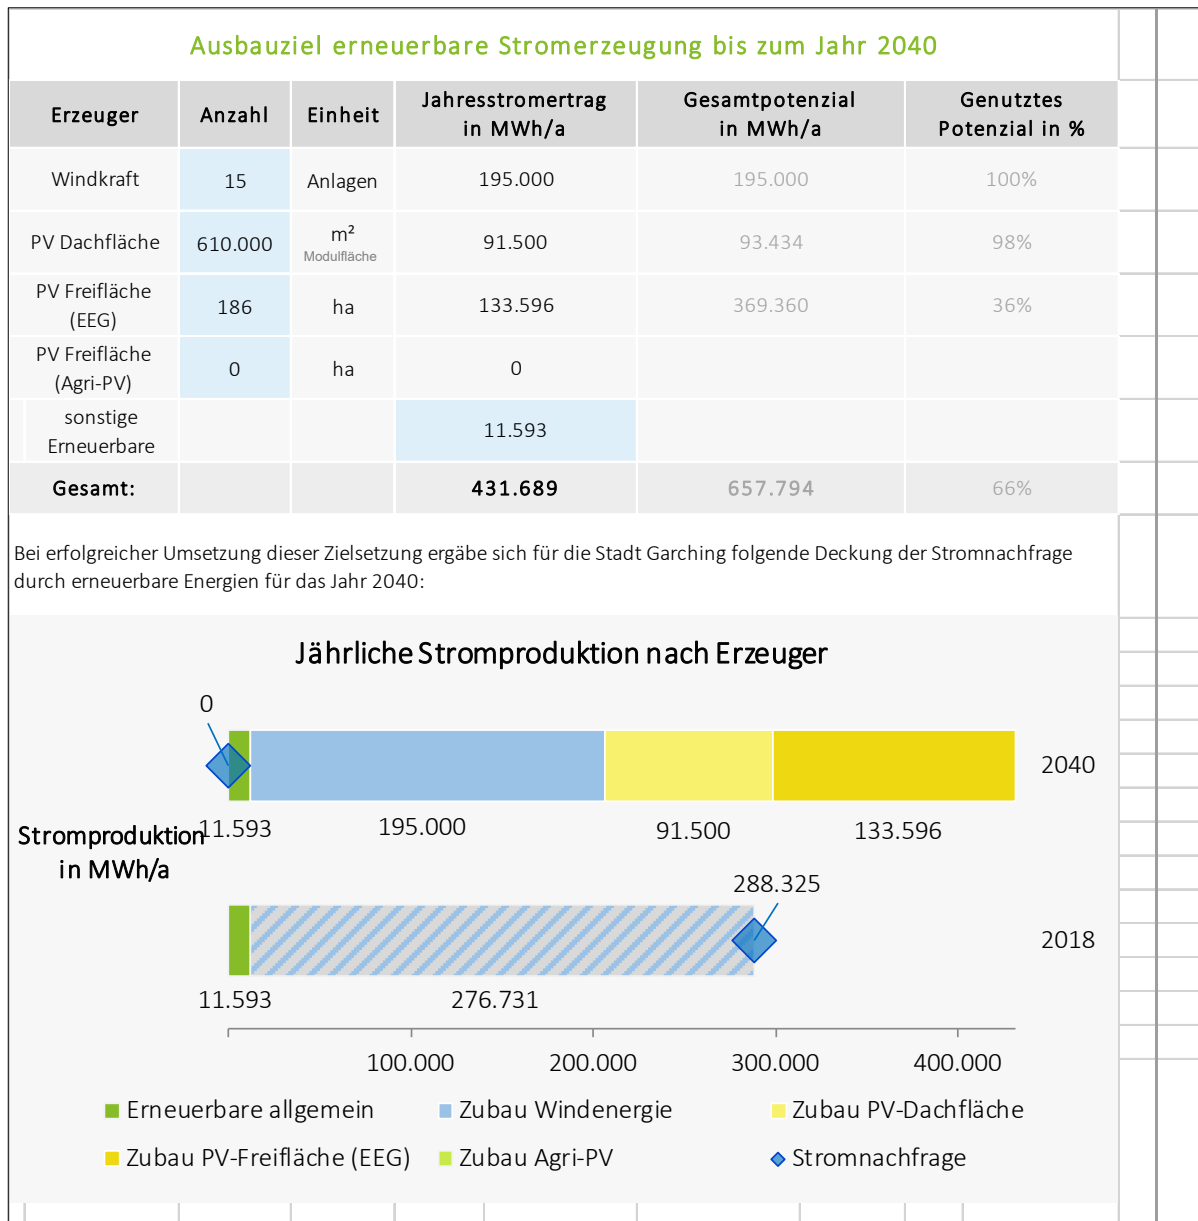 Ausbauziel erneuerbare Stromerzeugung bis zum Jahr 2040
Erzeuger Anzahl Einheit Jahresstromertrag in MWh/a Gesamtpotenzial in MWh/a Genutztes Potenzial in %
Windkraft 15 Anlagen 195.000 195.000 100%
PV Dachfläche 610.000 m² Modulfläche 91.500 93.434 98%
PV Freifläche (EEG) 186 ha 133.596 369.360 36%
PV Freifläche (Agri-PV) 0 ha 0
sonstige Erneuerbare 11.593
Gesamt: 431.689 657.794 66%
Bei erfolgreicher Umsetzung dieser Zielsetzung ergäbe sich für die Stadt Garching folgende Deckung der Stromnachfrage
durch erneuerbare Energien für das Jahr 2040:
Jährliche Stromproduktion nach Erzeuger
0
2040
11.593 195.000 91.500 133.596
Stromproduktion
in MWh/a
288.325
2018
11.593 276.731
100.000 200.000 300.000 400.000
Erneuerbare allgemein Zubau Windenergie Zubau PV-Dachfläche
Zubau PV-Freifläche (EEG) Zubau Agri-PV Stromnachfrage